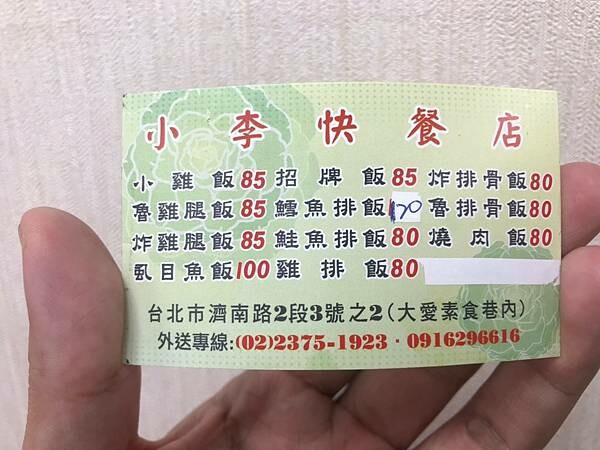 小李快餐店
小雞飯85 招牌飯85 炸排骨飯80
魯雞腿飯85 鱈魚排飯120 魯排骨飯80
炸雞腿飯85 鮭魚排飯80 燒肉飯80
虱目魚飯100 雞排飯80
台北市濟南路2段3號之2(大愛素食巷內)
外送專線:(02)2375-1923·0916296616